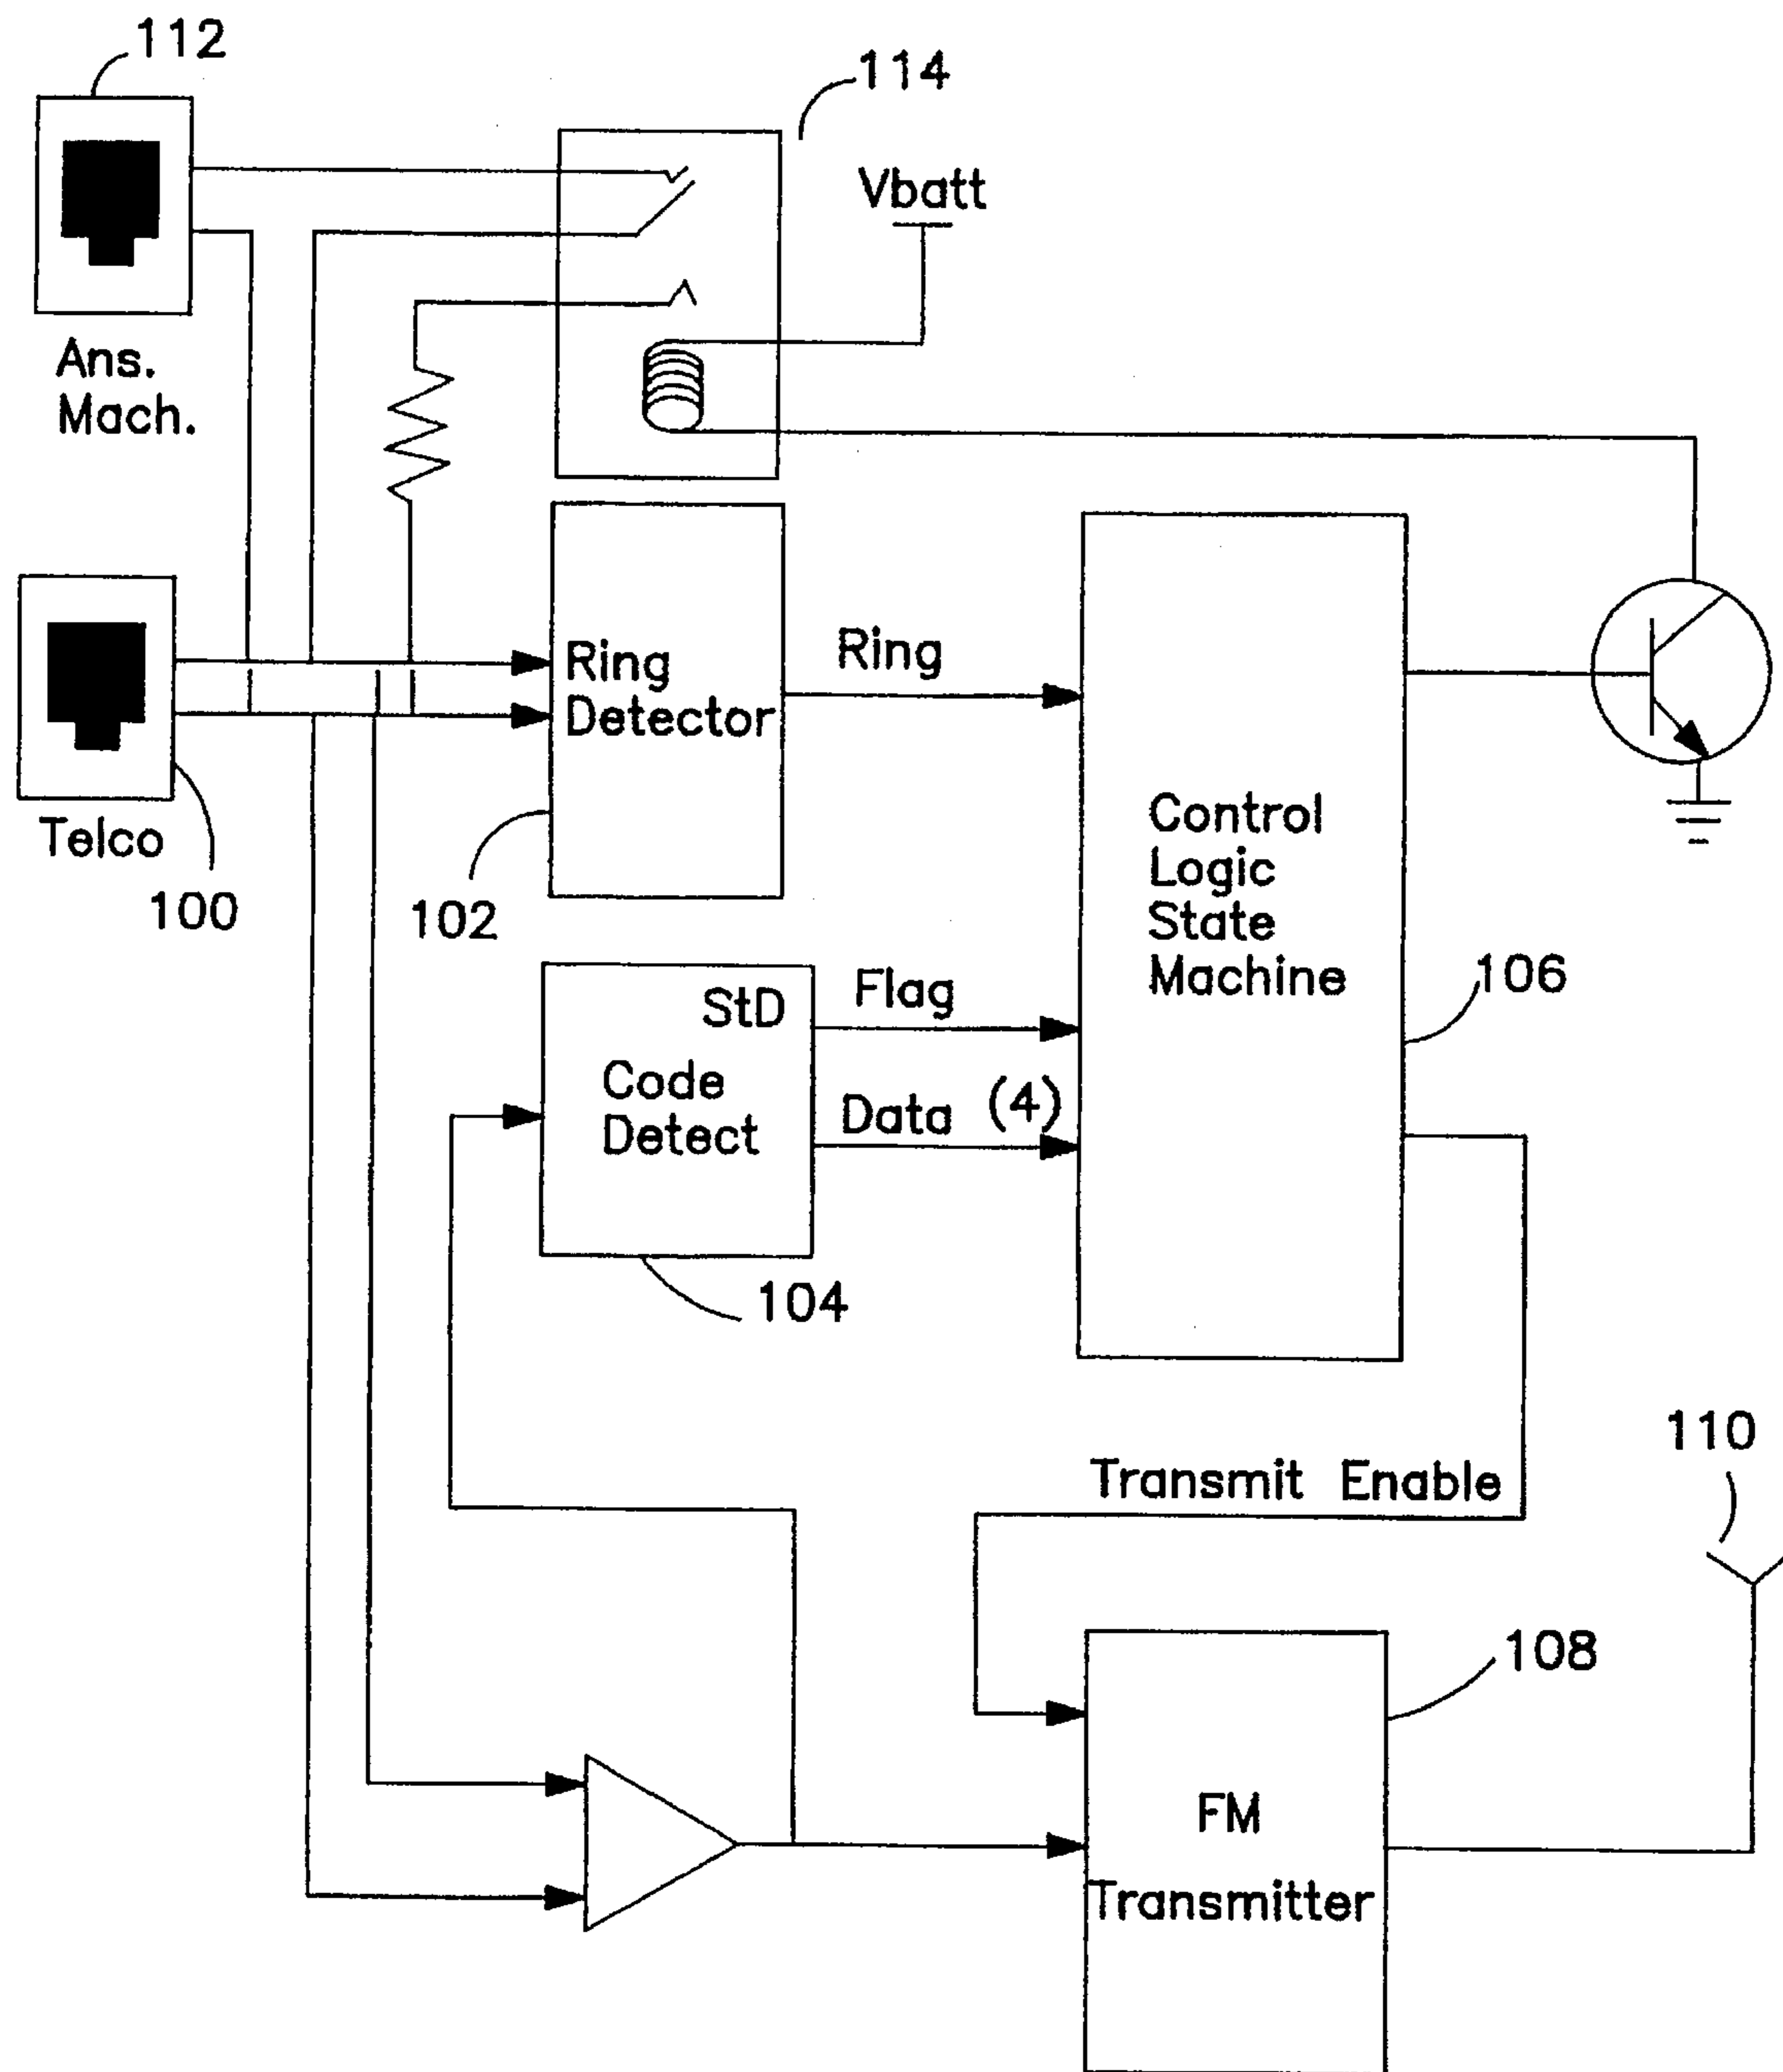 112
114
Vbatt
Ans.
Mach.
Ring
Detector
Ring
Telco
100
102
Control
Logic
State
Machine
106
StD
Flag
Code
Detect
Data (4)
104
110
Transmit Enable
108
FM
Transmitter